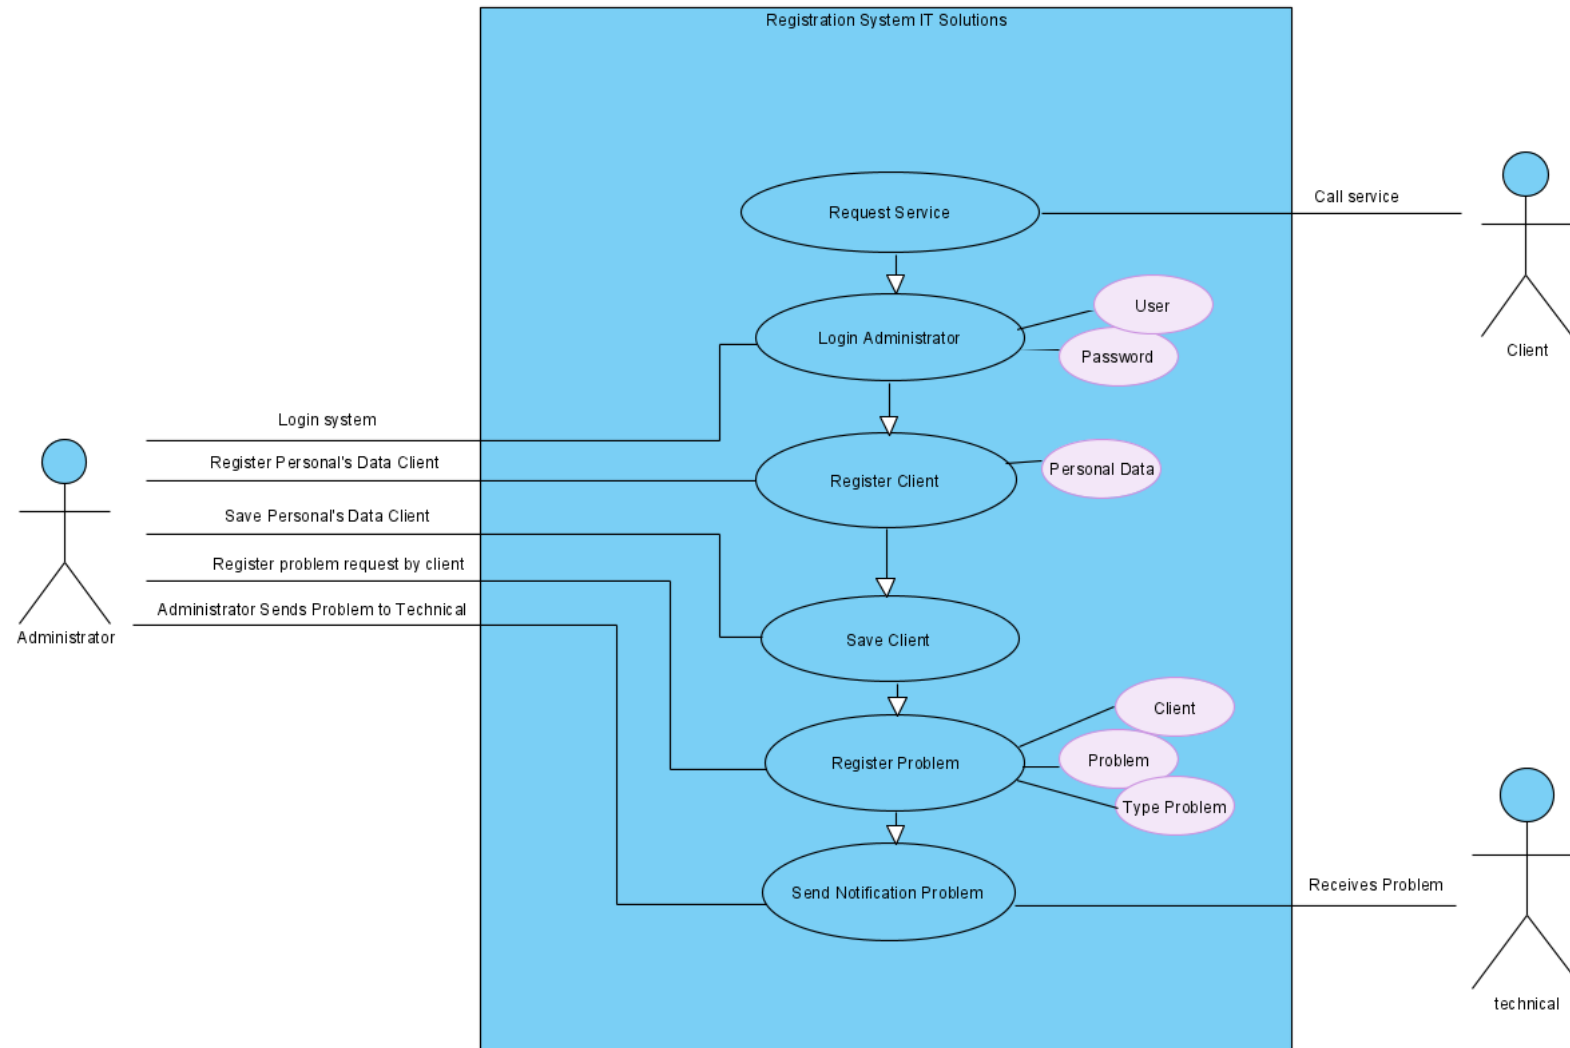 Registration System IT Solutions
Request Service
Call service
Client
User
Login Administrator
Password
Login system
Register Personal's Data Client
Personal Data
Register Client
Save Personal's Data Client
Register problem request by client
Administrator Sends Problem to Technical
Administrator
Save Client
Client
Register Problem
Problem
Type Problem
Send Notification Problem
Receives Problem
technical